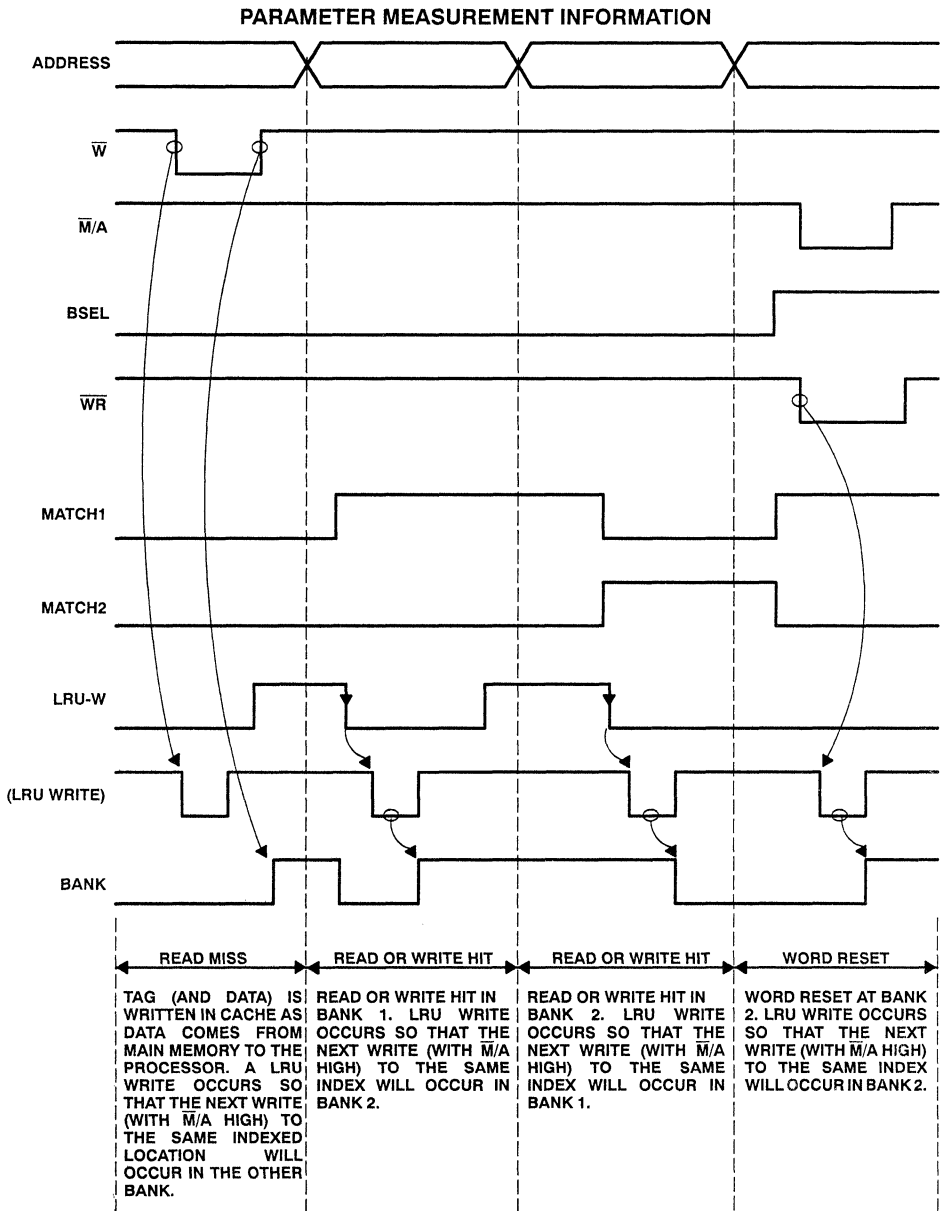 PARAMETER MEASUREMENT INFORMATION
ADDRESS
W̅
M̅/A
BSEL
W̅R̅
MATCH1
MATCH2
LRU-W
(LRU WRITE)
BANK
READ MISS
READ OR WRITE HIT
READ OR WRITE HIT
WORD RESET
TAG (AND DATA) IS
WRITTEN IN CACHE AS
DATA COMES FROM
MAIN MEMORY TO THE
PROCESSOR. A LRU
WRITE OCCURS SO
THAT THE NEXT WRITE
(WITH M̅/A HIGH) TO
THE SAME INDEXED
LOCATION WILL
OCCUR IN THE OTHER
BANK.
READ OR WRITE HIT IN
BANK 1. LRU WRITE
OCCURS SO THAT THE
NEXT WRITE (WITH M̅/A
HIGH) TO THE SAME
INDEX WILL OCCUR IN
BANK 2.
READ OR WRITE HIT IN
BANK 2. LRU WRITE
OCCURS SO THAT THE
NEXT WRITE (WITH M̅/A
HIGH) TO THE SAME
INDEX WILL OCCUR IN
BANK 1.
WORD RESET AT BANK
2. LRU WRITE OCCURS
SO THAT THE NEXT
WRITE (WITH M̅/A HIGH)
TO THE SAME INDEX
WILL OCCUR IN BANK 2.